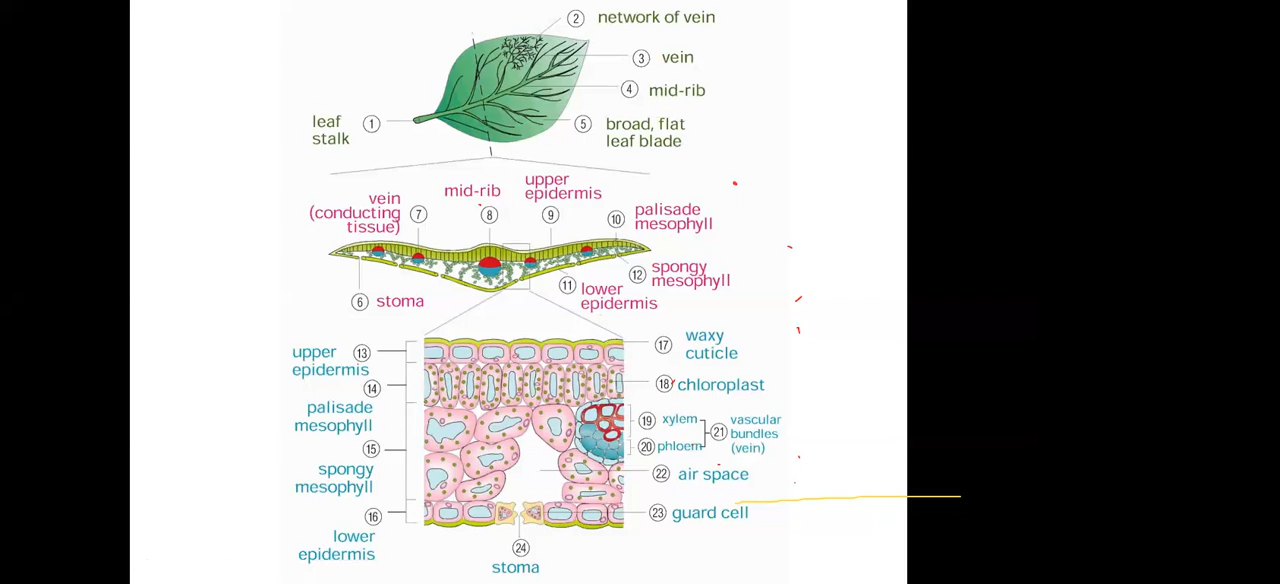 2 network of vein
3 vein
4 mid-rib
leaf
stalk 1
5 broad, flat
leaf blade
vein
(conducting
tissue) 7
mid-rib
8
upper
epidermis
9
10 palisade
mesophyll
12 spongy
mesophyll
11 lower
epidermis
6 stoma
upper 13
epidermis
14
palisade
mesophyll
15
spongy
mesophyll
16
lower
epidermis
17 waxy
cuticle
18 chloroplast
19 xylem
20 phloem
21 vascular
bundles
(vein)
22 air space
23 guard cell
24
stoma